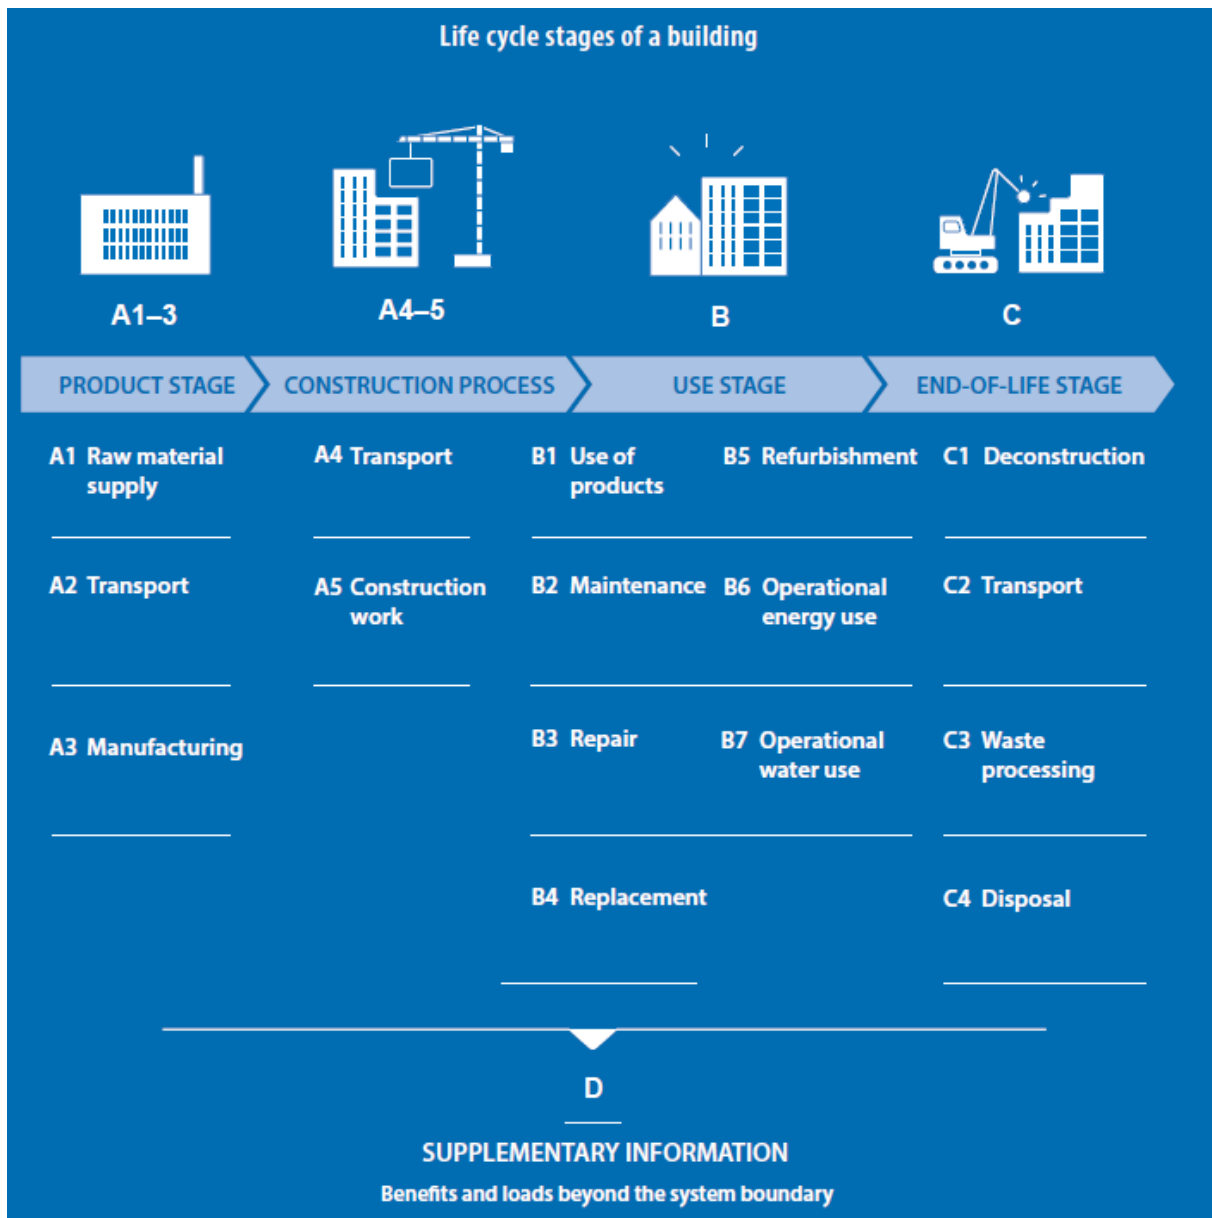 Life cycle stages of a building
A1–3
A4–5
B
C
PRODUCT STAGE
CONSTRUCTION PROCESS
USE STAGE
END-OF-LIFE STAGE
A1 Raw material
supply
A2 Transport
A3 Manufacturing
A4 Transport
A5 Construction
work
B1 Use of
products
B2 Maintenance
B3 Repair
B4 Replacement
B5 Refurbishment
B6 Operational
energy use
B7 Operational
water use
C1 Deconstruction
C2 Transport
C3 Waste
processing
C4 Disposal
D
SUPPLEMENTARY INFORMATION
Benefits and loads beyond the system boundary